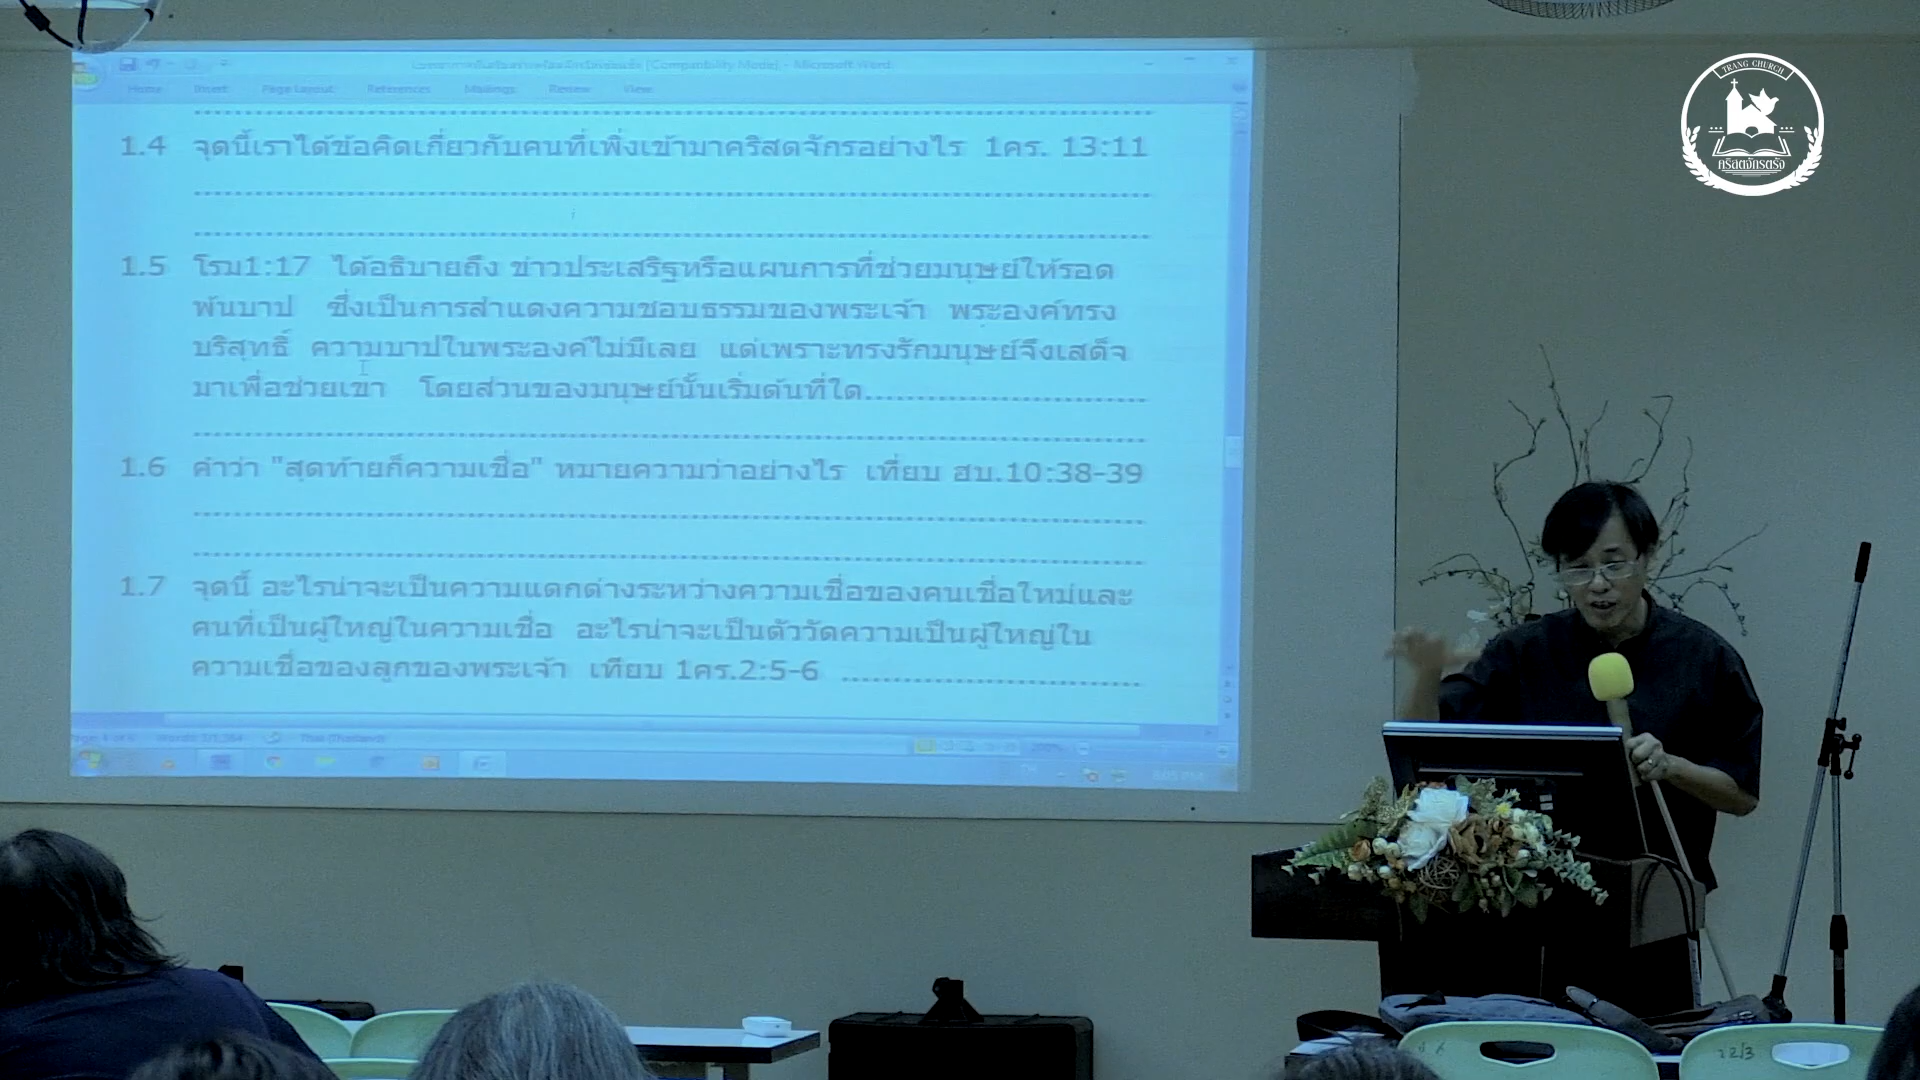 [Compatibility Mode] - Microsoft Word
Home Insert Page Layout References Mailings Review View
1.4 จุดนี้เราได้ข้อคิดเกี่ยวกับคนที่เพิ่งเข้ามาคริสตจักรอย่างไร 1คร. 13:11
1.5 โรม1:17 ได้อธิบายถึง ข่าวประเสริฐหรือแผนการที่ช่วยมนุษย์ให้รอด
พ้นบาป ซึ่งเป็นการสำแดงความชอบธรรมของพระเจ้า พระองค์ทรง
บริสุทธิ์ ความบาปในพระองค์ไม่มีเลย แต่เพราะทรงรักมนุษย์จึงเสด็จ
มาเพื่อช่วยเขา โดยส่วนของมนุษย์นั้นเริ่มต้นที่ใด
1.6 คำว่า "สุดท้ายก็ความเชื่อ" หมายความว่าอย่างไร เทียบ ฮบ.10:38-39
1.7 จุดนี้ อะไรน่าจะเป็นความแตกต่างระหว่างความเชื่อของคนเชื่อใหม่และ
คนที่เป็นผู้ใหญ่ในความเชื่อ อะไรน่าจะเป็นตัววัดความเป็นผู้ใหญ่ใน
ความเชื่อของลูกของพระเจ้า เทียบ 1คร.2:5-6
Thai (Thailand)
TRANG CHURCH
คริสตจักรตรัง
12/3